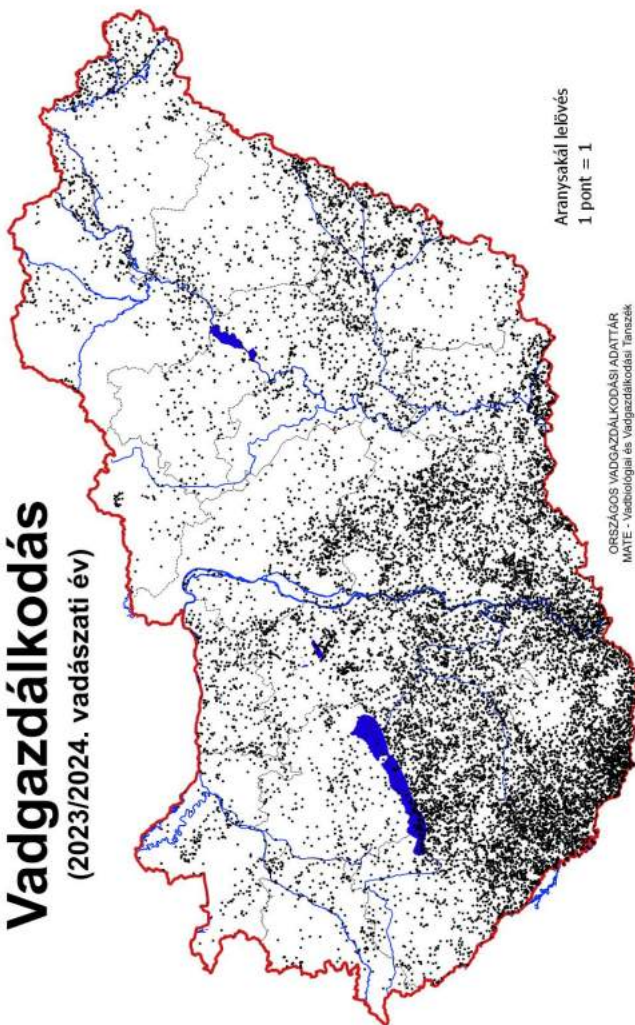 Vadgazdálkodás
(2023/2024. vadászati év)
Aranysakál lelövés
1 pont = 1
ORSZÁGOS VADGAZDÁLKODÁSI ADATTÁR
MATE - Vadbiológiai és Vadgazdálkodási Tanszék